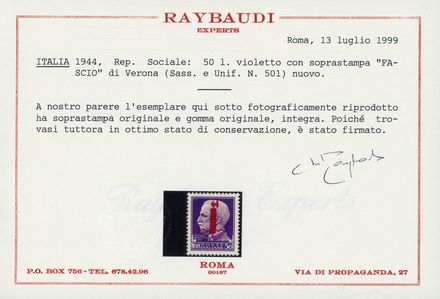 RAYBAUDI
EXPERTS
Roma, 13 luglio 1999
ITALIA 1944, Rep. Sociale: 50 l. violetto con soprastampa "FA-
SCIO" di Verona (Sass. e Unif. N. 501) nuovo.
A nostro parere l'esemplare qui sotto fotograficamente riprodotto
ha soprastampa originale e gomma originale, integra. Poiché tro-
vasi tuttora in ottimo stato di conservazione, è stato firmato.
ROMA
00187
P.O. BOX 756 - TEL. 678.42.96
VIA DI PROPAGANDA, 27